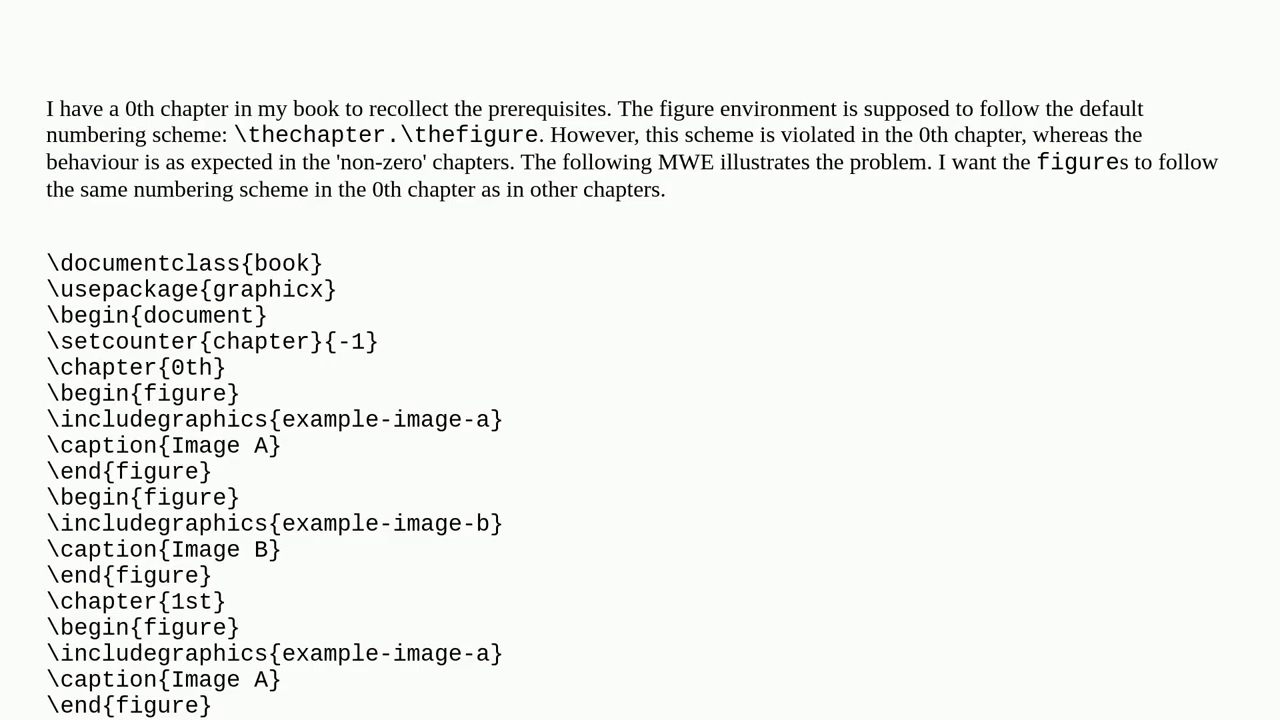 I have a 0th chapter in my book to recollect the prerequisites. The figure environment is supposed to follow the default
numbering scheme: \thechapter.\thefigure. However, this scheme is violated in the 0th chapter, whereas the
behaviour is as expected in the 'non-zero' chapters. The following MWE illustrates the problem. I want the figures to follow
the same numbering scheme in the 0th chapter as in other chapters.
\documentclass{book}
\usepackage{graphicx}
\begin{document}
\setcounter{chapter}{-1}
\chapter{0th}
\begin{figure}
\includegraphics{example-image-a}
\caption{Image A}
\end{figure}
\begin{figure}
\includegraphics{example-image-b}
\caption{Image B}
\end{figure}
\chapter{1st}
\begin{figure}
\includegraphics{example-image-a}
\caption{Image A}
\end{figure}